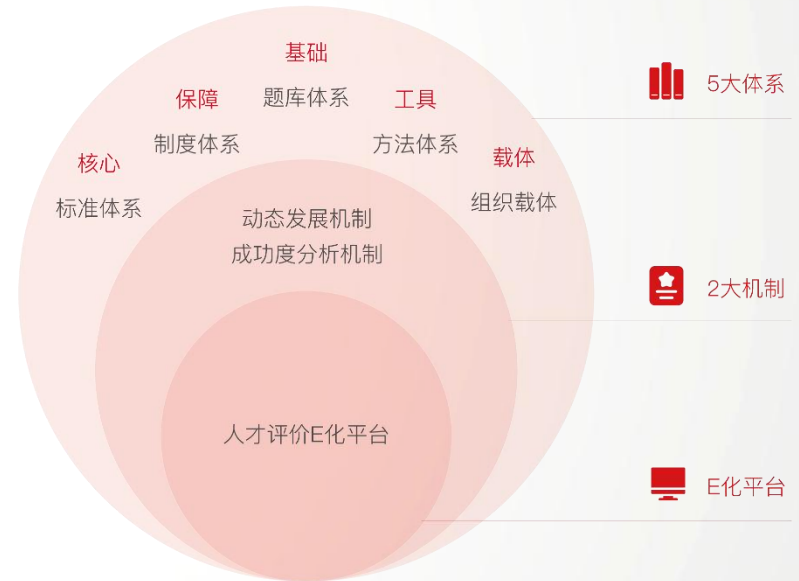 基础
题库体系
保障
制度体系
工具
方法体系
核心
标准体系
载体
组织载体
动态发展机制
成功度分析机制
人才评价E化平台
5大体系
2大机制
E化平台